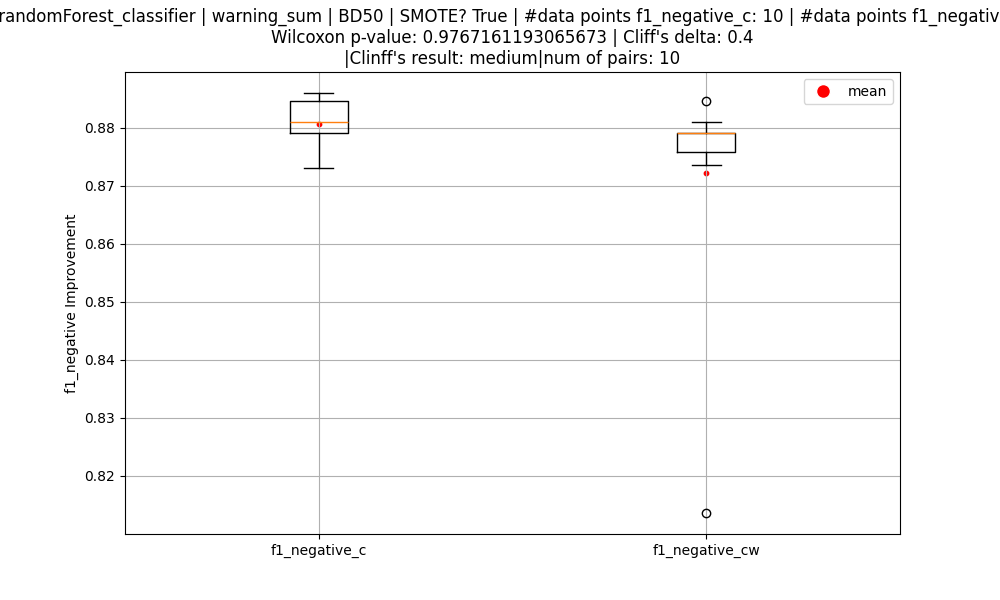 randomForest_classifier | warning_sum | BD50 | SMOTE? True | #data points f1_negative_c: 10 | #data points f1_negativ
Wilcoxon p-value: 0.9767161193065673 | Cliff's delta: 0.4
|Clinff's result: medium|num of pairs: 10
mean
0.88
0.87
0.86
0.85
0.84
0.83
0.82
f1_negative Improvement
f1_negative_c
f1_negative_cw